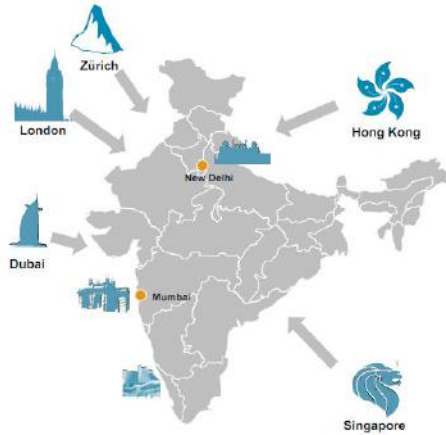 Zürich
London
Hong Kong
New Delhi
Dubai
Mumbai
Singapore